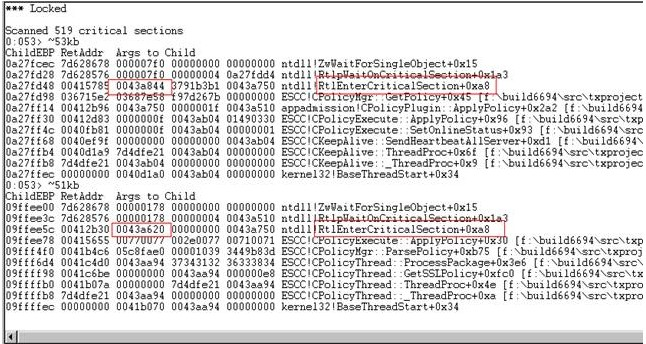 *** Locked
Scanned 519 critical sections
0:053> ~53kb
ChildEBP RetAddr  Args to Child
0a27fcec 7d628678 000007f0 00000000 00000000 ntdll!ZwWaitForSingleObject+0x15
0a27fd28 7d628576 000007f0 00000004 0a27fdd4 ntdll!RtlpWaitOnCriticalSection+0x1a3
0a27fd48 00415785 0043a844 3791b3b1 0043a750 ntdll!RtlEnterCriticalSection+0xa8
0a27fd98 036715e2 03687e58 f97d267b 00000000 ESCC!CPolicyMgr::GetPolicy+0x45 [f:\build6694\src\txproject
0a27ff14 00412b96 0043a750 0000001f 0043a510 appadmission!CPolicyPlugin::ApplyPolicy+0x2a2 [f:\build6694
0a27ff30 00412d83 0000000f 0043ab04 01490330 ESCC!CPolicyExecute::ApplyPolicy+0x96 [f:\build6694\src\txp
0a27ff4c 0040fb81 0000000f 0043ab04 00000001 ESCC!CPolicyExecute::SetOnlineStatus+0x93 [f:\build6694\src
0a27ff68 0040ef9f 00000000 00000000 0043ab04 ESCC!CKeepAlive::SendHeartbeatAllServer+0xd1 [f:\build6694\
0a27ffb4 0040d1a9 7d4dfe21 0043ab04 00000000 ESCC!CKeepAlive::ThreadProc+0x6f [f:\build6694\src\txprojec
0a27ffb8 7d4dfe21 0043ab04 00000000 00000000 ESCC!CKeepAlive::_ThreadProc+0x9 [f:\build6694\src\txprojec
0a27ffec 00000000 0040d1a0 0043ab04 00000000 kernel32!BaseThreadStart+0x34
0:053> ~51kb
ChildEBP RetAddr  Args to Child
09ffee00 7d628678 00000178 00000000 00000000 ntdll!ZwWaitForSingleObject+0x15
09ffee3c 7d628576 00000178 00000004 0043a510 ntdll!RtlpWaitOnCriticalSection+0x1a3
09ffee5c 00412b30 0043a620 00000000 0043a750 ntdll!RtlEnterCriticalSection+0xa8
09ffee78 00415655 00770077 002e0077 00710071 ESCC!CPolicyExecute::ApplyPolicy+0x30 [f:\build6694\src\txp
09fff4f0 0041b4c6 05c8fae0 00001039 3449b83d ESCC!CPolicyMgr::ParsePolicy+0xb75 [f:\build6694\src\txproj
09ff6d4 0041c4d0 0043aa94 37343132 36333834 ESCC!CPolicyThread::ProcessPackage+0x3e6 [f:\build6694\src\
09ffff98 0041c6be 00000000 0043aa94 000000e8 ESCC!CPolicyThread::GetSSLPolicy+0xfc0 [f:\build6694\src\t
09ffffb0 0041b07a 00000000 7d4dfe21 0043aa94 ESCC!CPolicyThread::ThreadProc+0x4e [f:\build6694\src\txpro
09ffffb8 7d4dfe21 0043aa94 00000000 00000000 ESCC!CPolicyThread::_ThreadProc+0xa [f:\build6694\src\txpro
09ffffec 00000000 0041b070 0043aa94 00000000 kernel32!BaseThreadStart+0x34